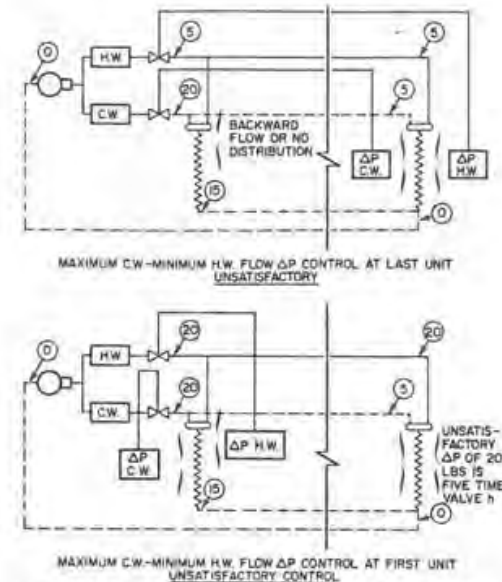 0
H.W.
5
5
C.W.
20
5
BACKWARD
FLOW OR NO
DISTRIBUTION
ΔP
C.W.
ΔP
H.W.
15
0
MAXIMUM C.W.-MINIMUM H.W. FLOW ΔP CONTROL AT LAST UNIT
UNSATISFACTORY
0
H.W.
20
20
C.W.
20
5
ΔP
C.W.
ΔP H.W.
UNSATIS-
FACTORY
ΔP OF 20
LBS IS
FIVE TIME
VALVE h
15
0
MAXIMUM C.W.-MINIMUM H.W. FLOW ΔP CONTROL AT FIRST UNIT
UNSATISFACTORY CONTROL